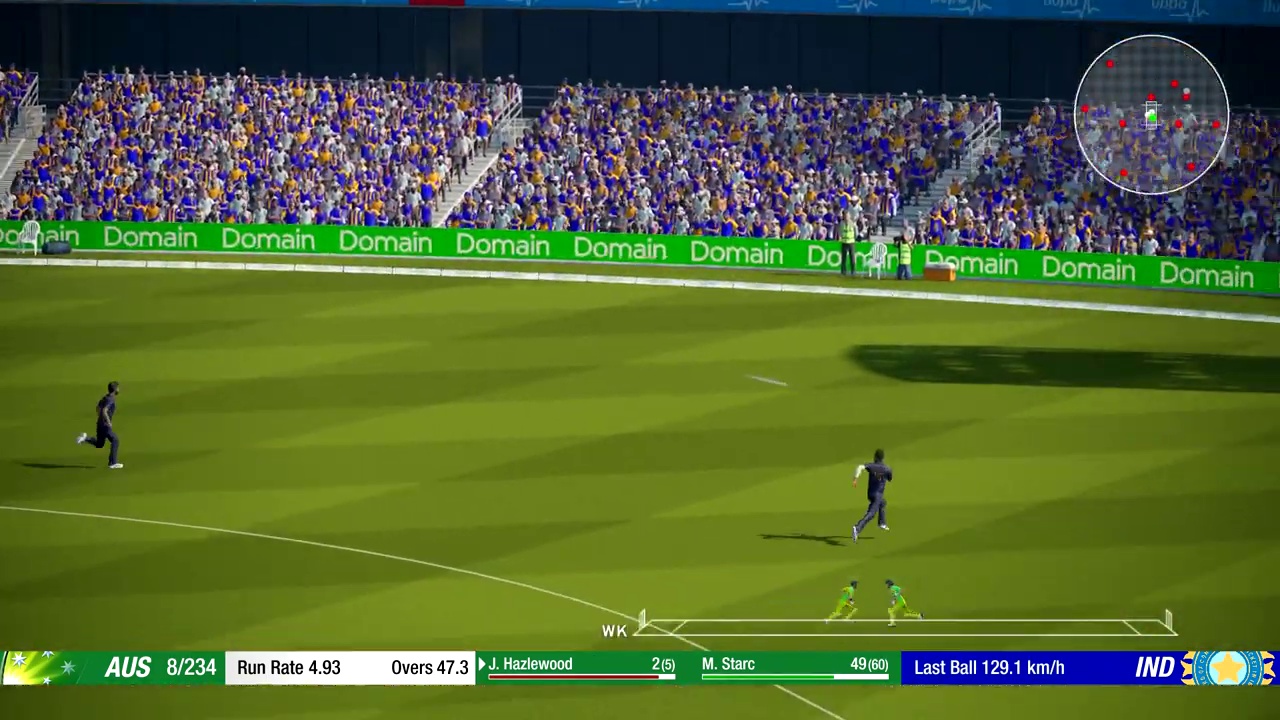 Domain Domain Domain Domain Domain Domain Domain Domain Domain Domain Domain
WK
AUS 8/234 Run Rate 4.93 Overs 47.3 J. Hazlewood 2(5) M. Starc 49(60) Last Ball 129.1 km/h IND